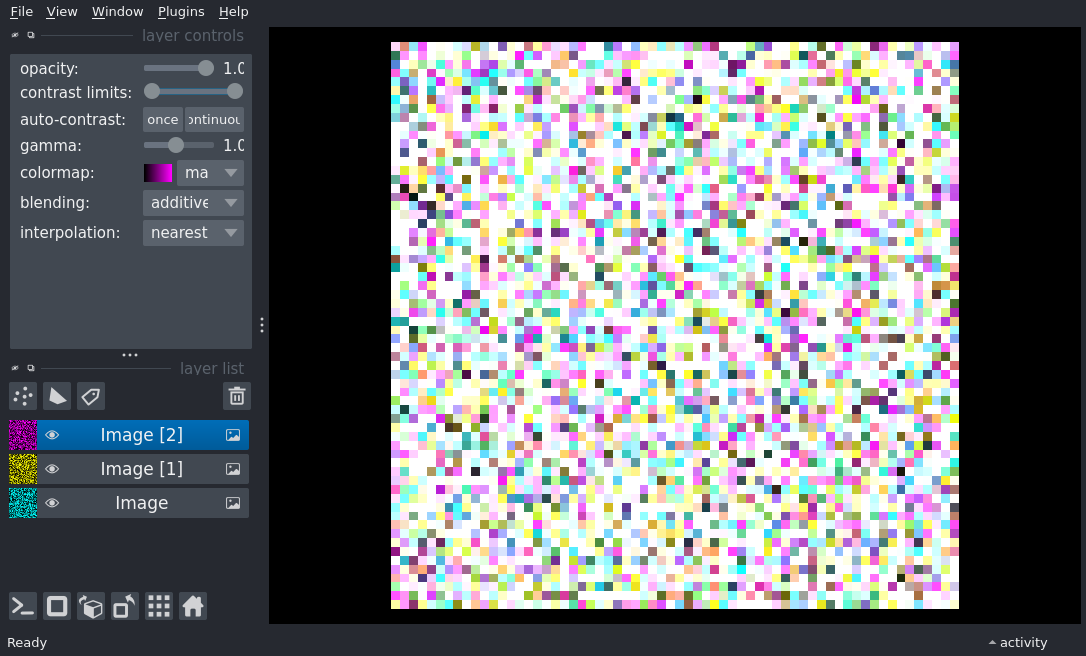 File View Window Plugins Help
layer controls
opacity: 1.0
contrast limits:
auto-contrast: once ontinuou
gamma: 1.0
colormap: ma
blending: additive
interpolation: nearest
layer list
Image [2]
Image [1]
Image
Ready activity